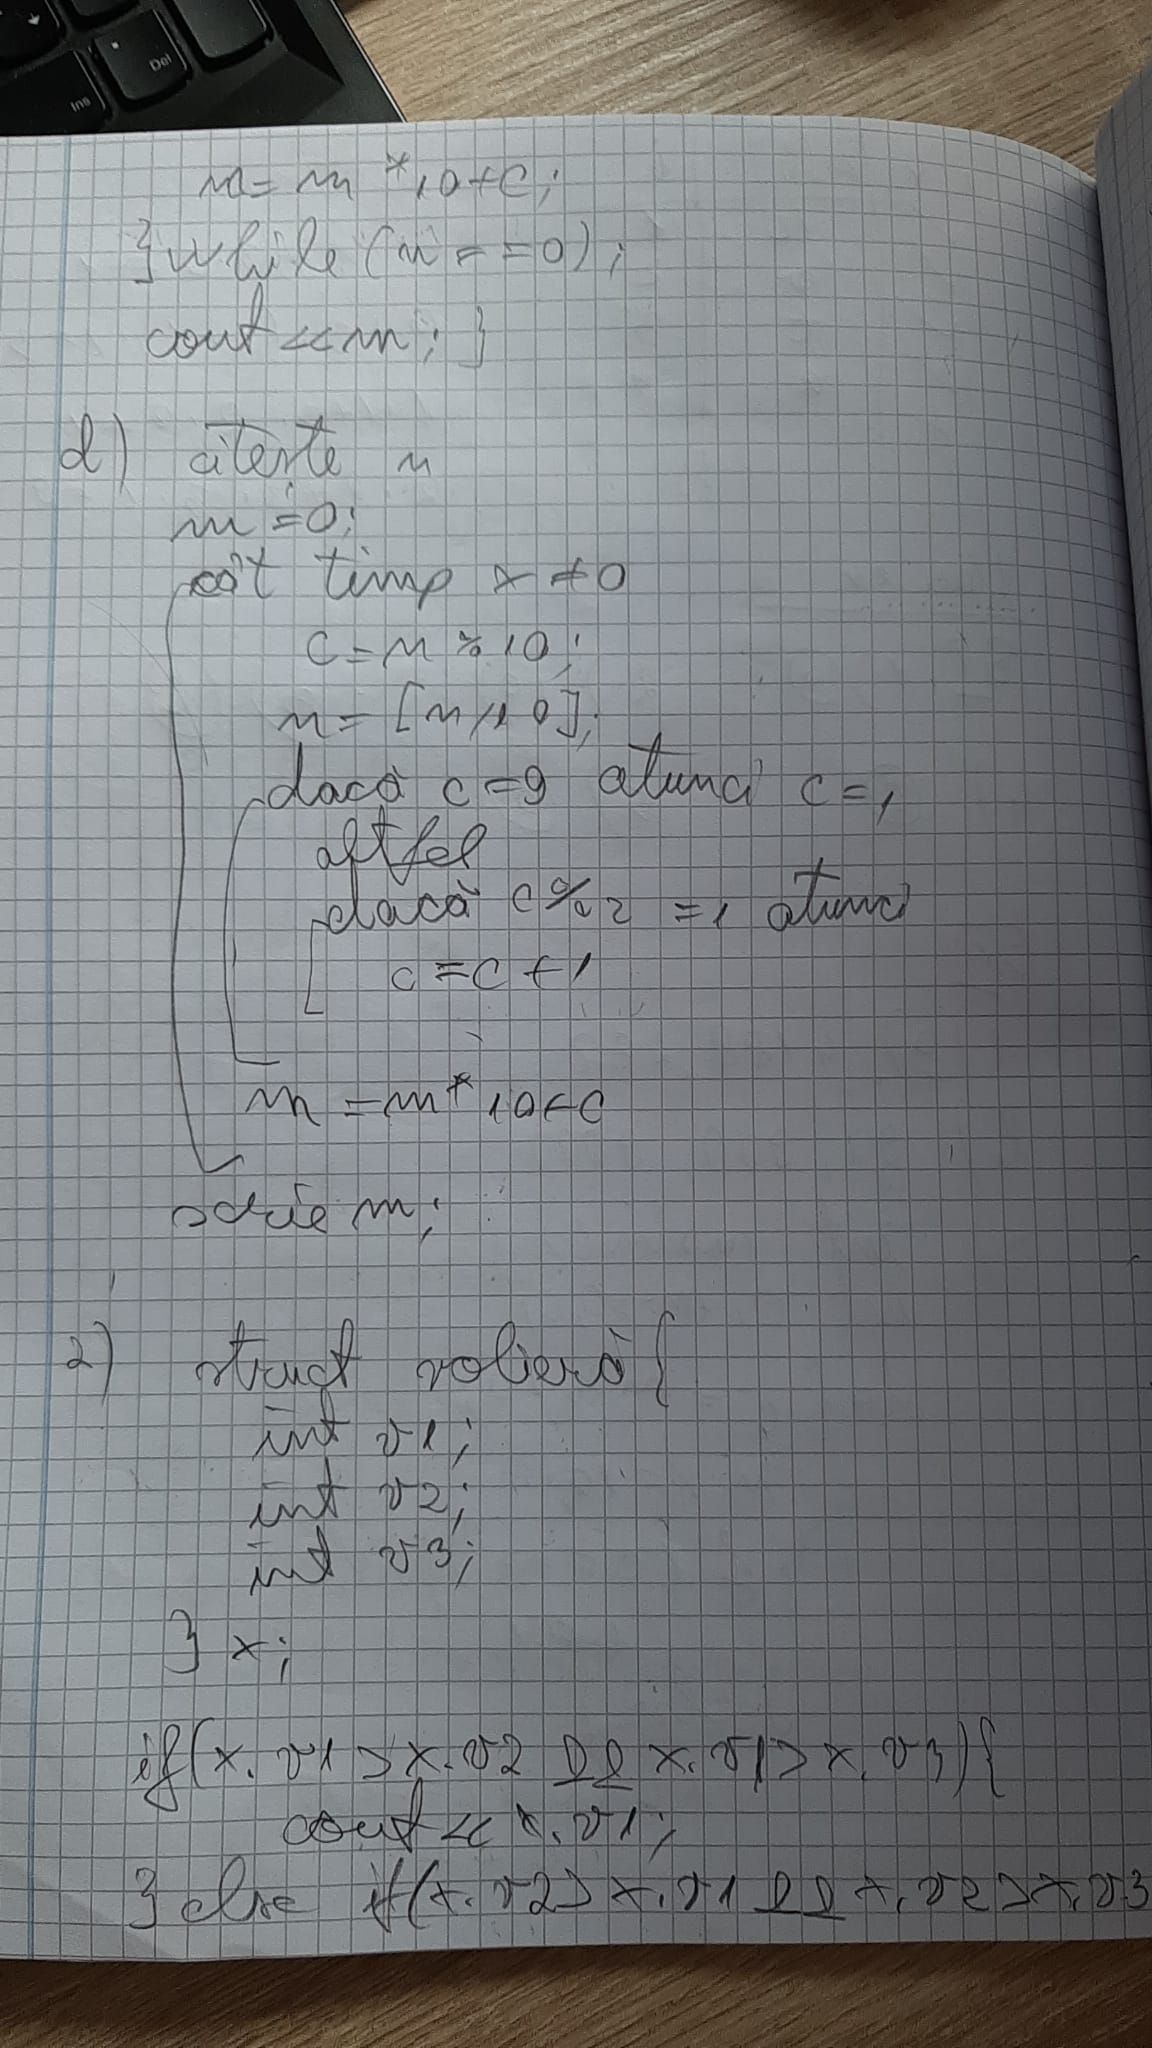 Ins
Del
m = m * 10 + c;
} while (n == 0);
cout << m; }
d) citește n
m = 0;
cât timp x ≠ 0
c = n % 10;
n = [n/10];
dacă c = 9 atunci c = 1
altfel
dacă c % 2 = 1 atunci
c = c + 1
m = m * 10 + c
scrie m;
2) struct volieră {
int v1;
int v2;
int v3;
} x;
if (x.v1 > x.v2 && x.v1 > x.v3) {
cout << x.v1;
} else if (x.v2 > x.v1 && x.v2 > x.v3